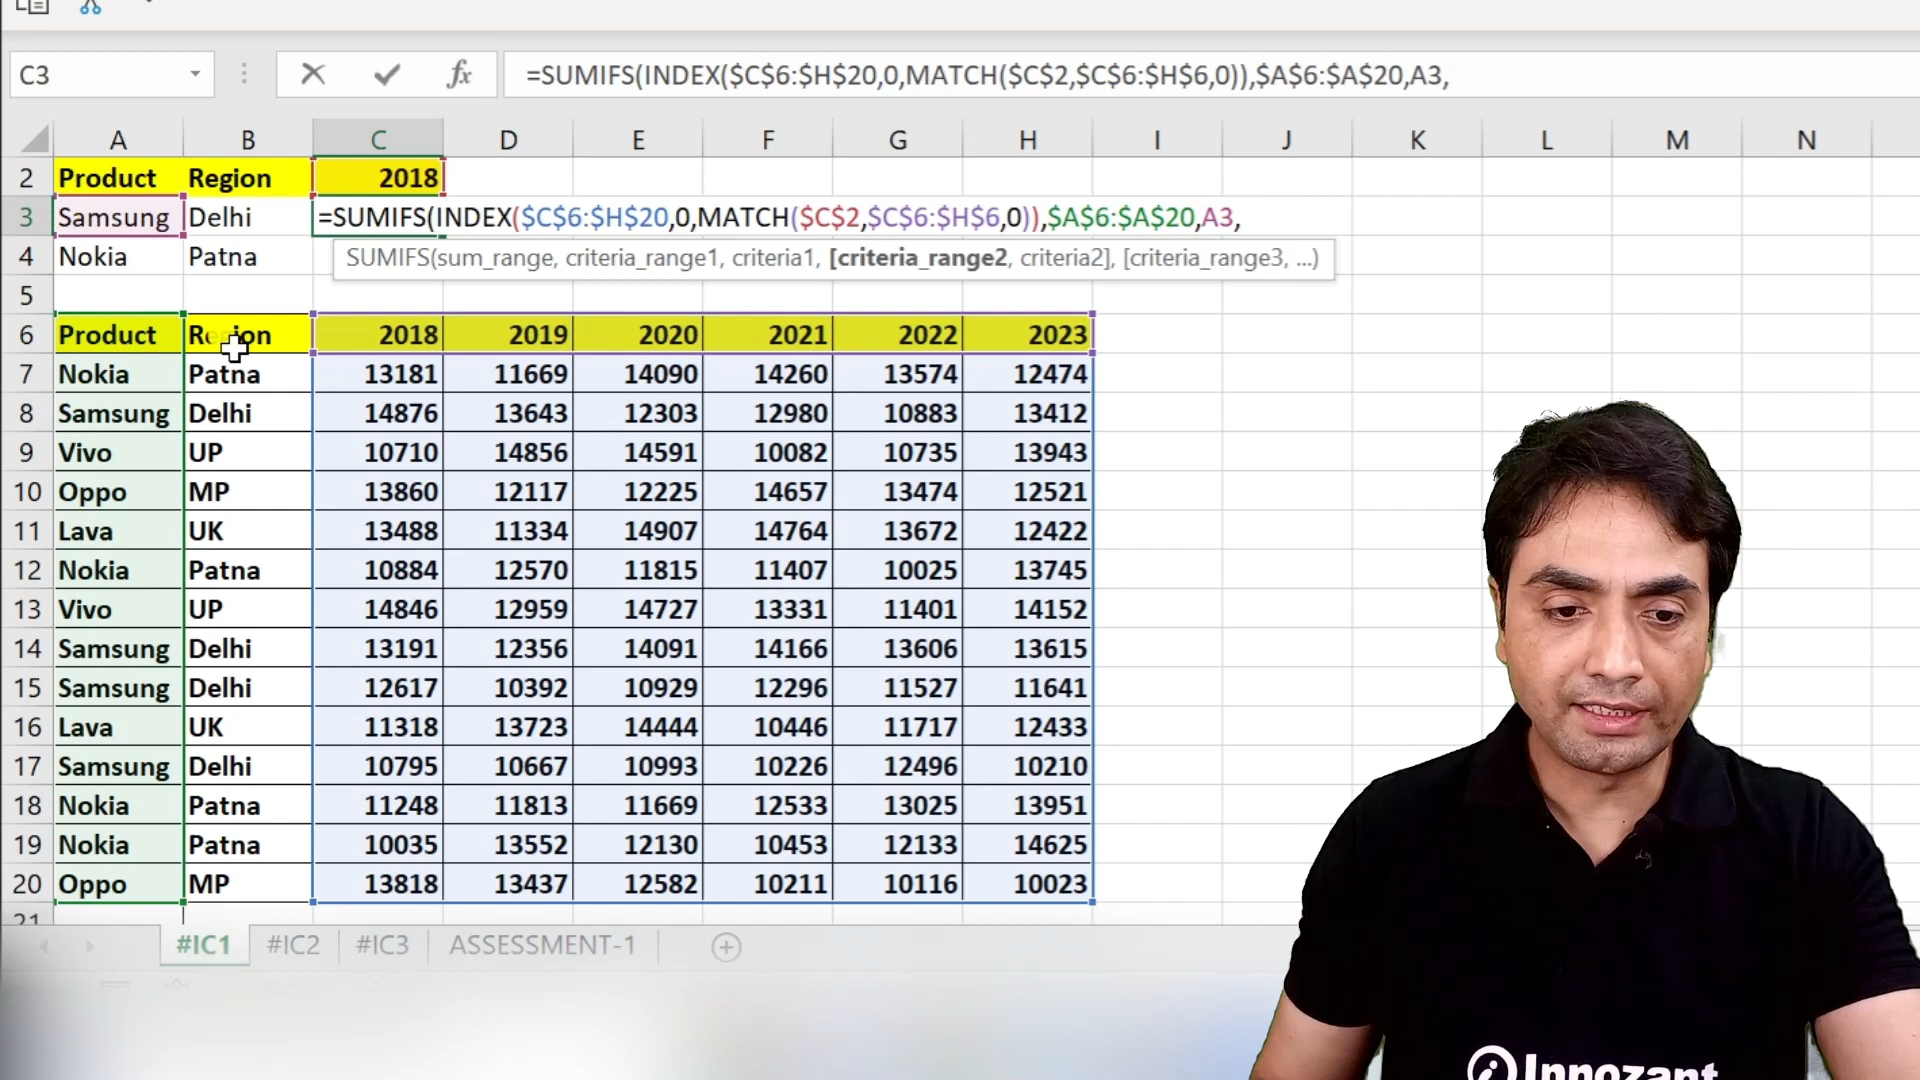 C3 fx =SUMIFS(INDEX($C$6:$H$20,0,MATCH($C$2,$C$6:$H$6,0)),$A$6:$A$20,A3,
A B C D E F G H I J K L M N
2 Product Region 2018
3 Samsung Delhi =SUMIFS(INDEX($C$6:$H$20,0,MATCH($C$2,$C$6:$H$6,0)),$A$6:$A$20,A3,
4 Nokia Patna SUMIFS(sum_range, criteria_range1, criteria1, [criteria_range2, criteria2], [criteria_range3, ...)
5
6 Product Region 2018 2019 2020 2021 2022 2023
7 Nokia Patna 13181 11669 14090 14260 13574 12474
8 Samsung Delhi 14876 13643 12303 12980 10883 13412
9 Vivo UP 10710 14856 14591 10082 10735 13943
10 Oppo MP 13860 12117 12225 14657 13474 12521
11 Lava UK 13488 11334 14907 14764 13672 12422
12 Nokia Patna 10884 12570 11815 11407 10025 13745
13 Vivo UP 14846 12959 14727 13331 11401 14152
14 Samsung Delhi 13191 12356 14091 14166 13606 13615
15 Samsung Delhi 12617 10392 10929 12296 11527 11641
16 Lava UK 11318 13723 14444 10446 11717 12433
17 Samsung Delhi 10795 10667 10993 10226 12496 10210
18 Nokia Patna 11248 11813 11669 12533 13025 13951
19 Nokia Patna 10035 13552 12130 10453 12133 14625
20 Oppo MP 13818 13437 12582 10211 10116 10023
21
#IC1 #IC2 #IC3 ASSESSMENT-1
Innozant